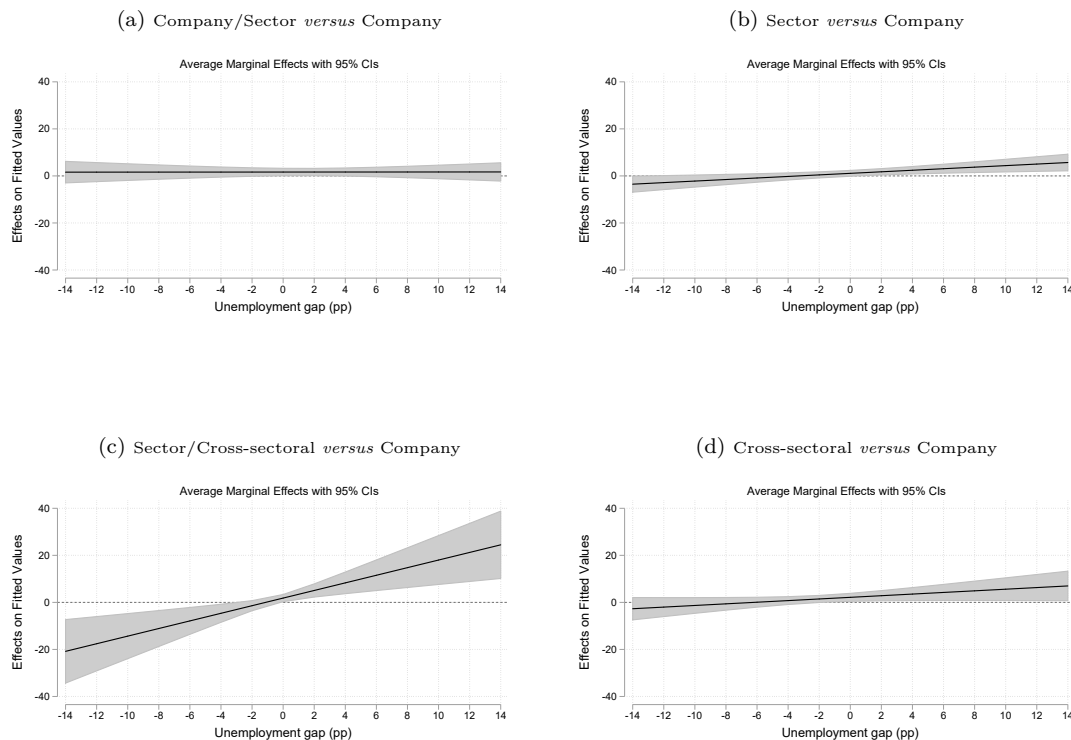 (a) Company/Sector versus Company
Average Marginal Effects with 95% CIs
Effects on Fitted Values
40
20
0
-20
-40
-14 -12 -10 -8 -6 -4 -2 0 2 4 6 8 10 12 14
Unemployment gap (pp)
(b) Sector versus Company
Average Marginal Effects with 95% CIs
Effects on Fitted Values
40
20
0
-20
-40
-14 -12 -10 -8 -6 -4 -2 0 2 4 6 8 10 12 14
Unemployment gap (pp)
(c) Sector/Cross-sectoral versus Company
Average Marginal Effects with 95% CIs
Effects on Fitted Values
40
20
0
-20
-40
-14 -12 -10 -8 -6 -4 -2 0 2 4 6 8 10 12 14
Unemployment gap (pp)
(d) Cross-sectoral versus Company
Average Marginal Effects with 95% CIs
Effects on Fitted Values
40
20
0
-20
-40
-14 -12 -10 -8 -6 -4 -2 0 2 4 6 8 10 12 14
Unemployment gap (pp)